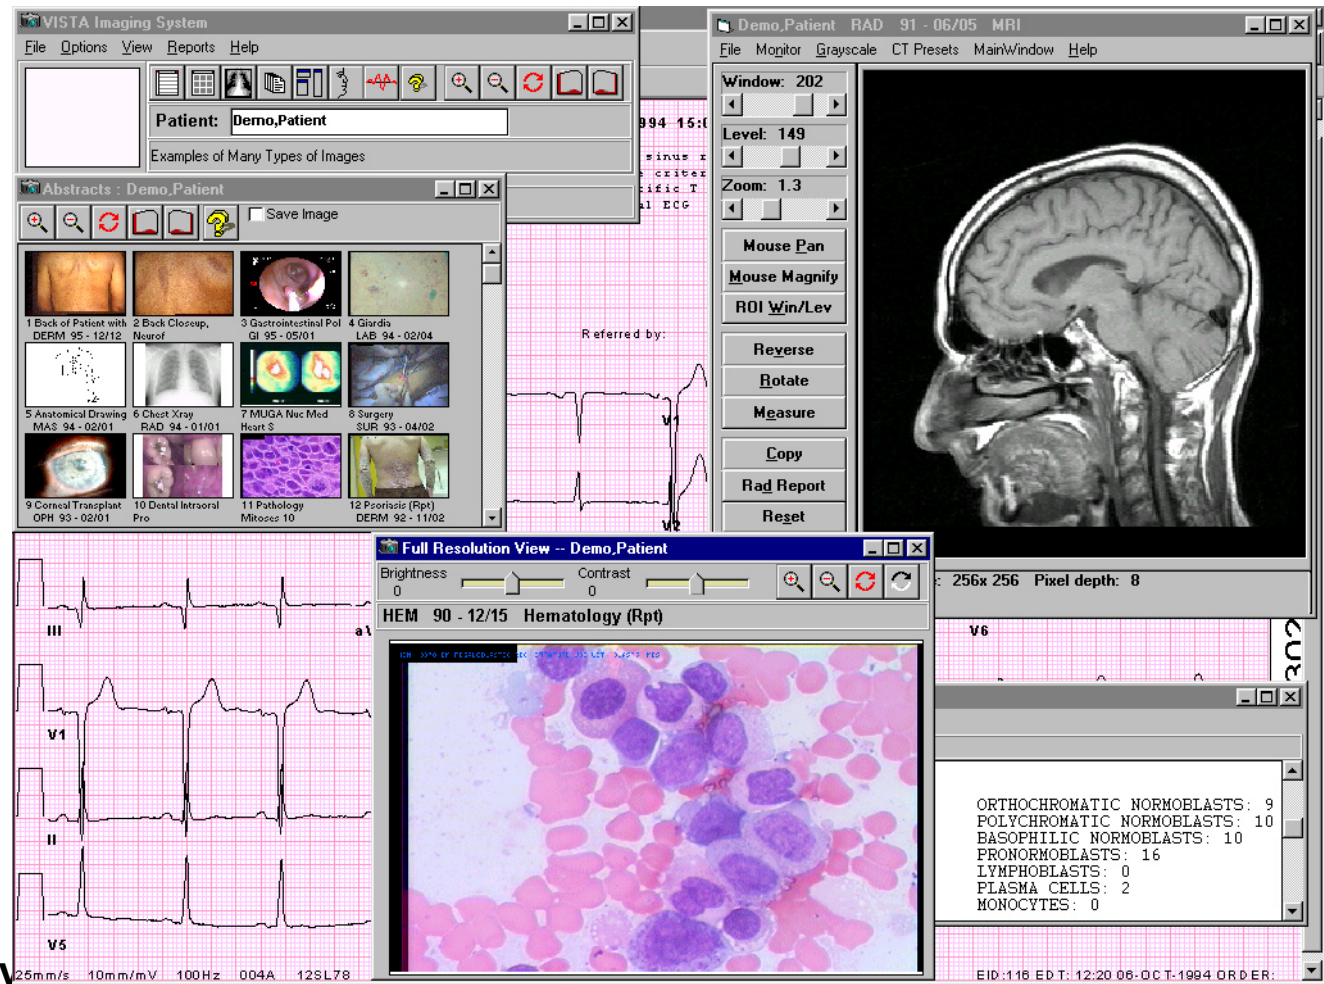 VISTA Imaging System
File Options View Reports Help
Patient: Demo,Patient
Examples of Many Types of Images
Abstracts : Demo,Patient
Save Image
1 Back of Patient with
DERM 95 - 12/12
2 Back Closeup,
Neurof
3 Gastrointestinal Pol
GI 95 - 05/01
4 Giardia
LAB 94 - 02/04
5 Anatomical Drawing
MAS 94 - 02/01
6 Chest Xray
RAD 94 - 01/01
7 MUGA Nuc Med
Heart S
8 Surgery
SUR 93 - 04/02
9 Corneal Transplant
OPH 93 - 02/01
10 Dental Intraoral
Pro
11 Pathology
Mitoses 10
12 Psoriasis (Rpt)
DERM 92 - 11/02
994 15:0
sinus r
criter
ific T
al ECG
Referred by:
V1
V2
Demo,Patient RAD 91 - 06/05 MRI
File Monitor Grayscale CT Presets MainWindow Help
Window: 202
Level: 149
Zoom: 1.3
Mouse Pan
Mouse Magnify
ROI Win/Lev
Reverse
Rotate
Measure
Copy
Rad Report
Reset
256x 256 Pixel depth: 8
III
aV
V1
II
V5
25mm/s 10mm/mV 100Hz 004A 12SL78
Full Resolution View -- Demo,Patient
Brightness
0
Contrast
0
HEM 90 - 12/15 Hematology (Rpt)
V6
302
ORTHOCHROMATIC NORMOBLASTS: 9
POLYCHROMATIC NORMOBLASTS: 10
BASOPHILIC NORMOBLASTS: 10
PRONORMOBLASTS: 16
LYMPHOBLASTS: 0
PLASMA CELLS: 2
MONOCYTES: 0
EID:116 EDT: 12:20 06-OCT-1994 ORDER: